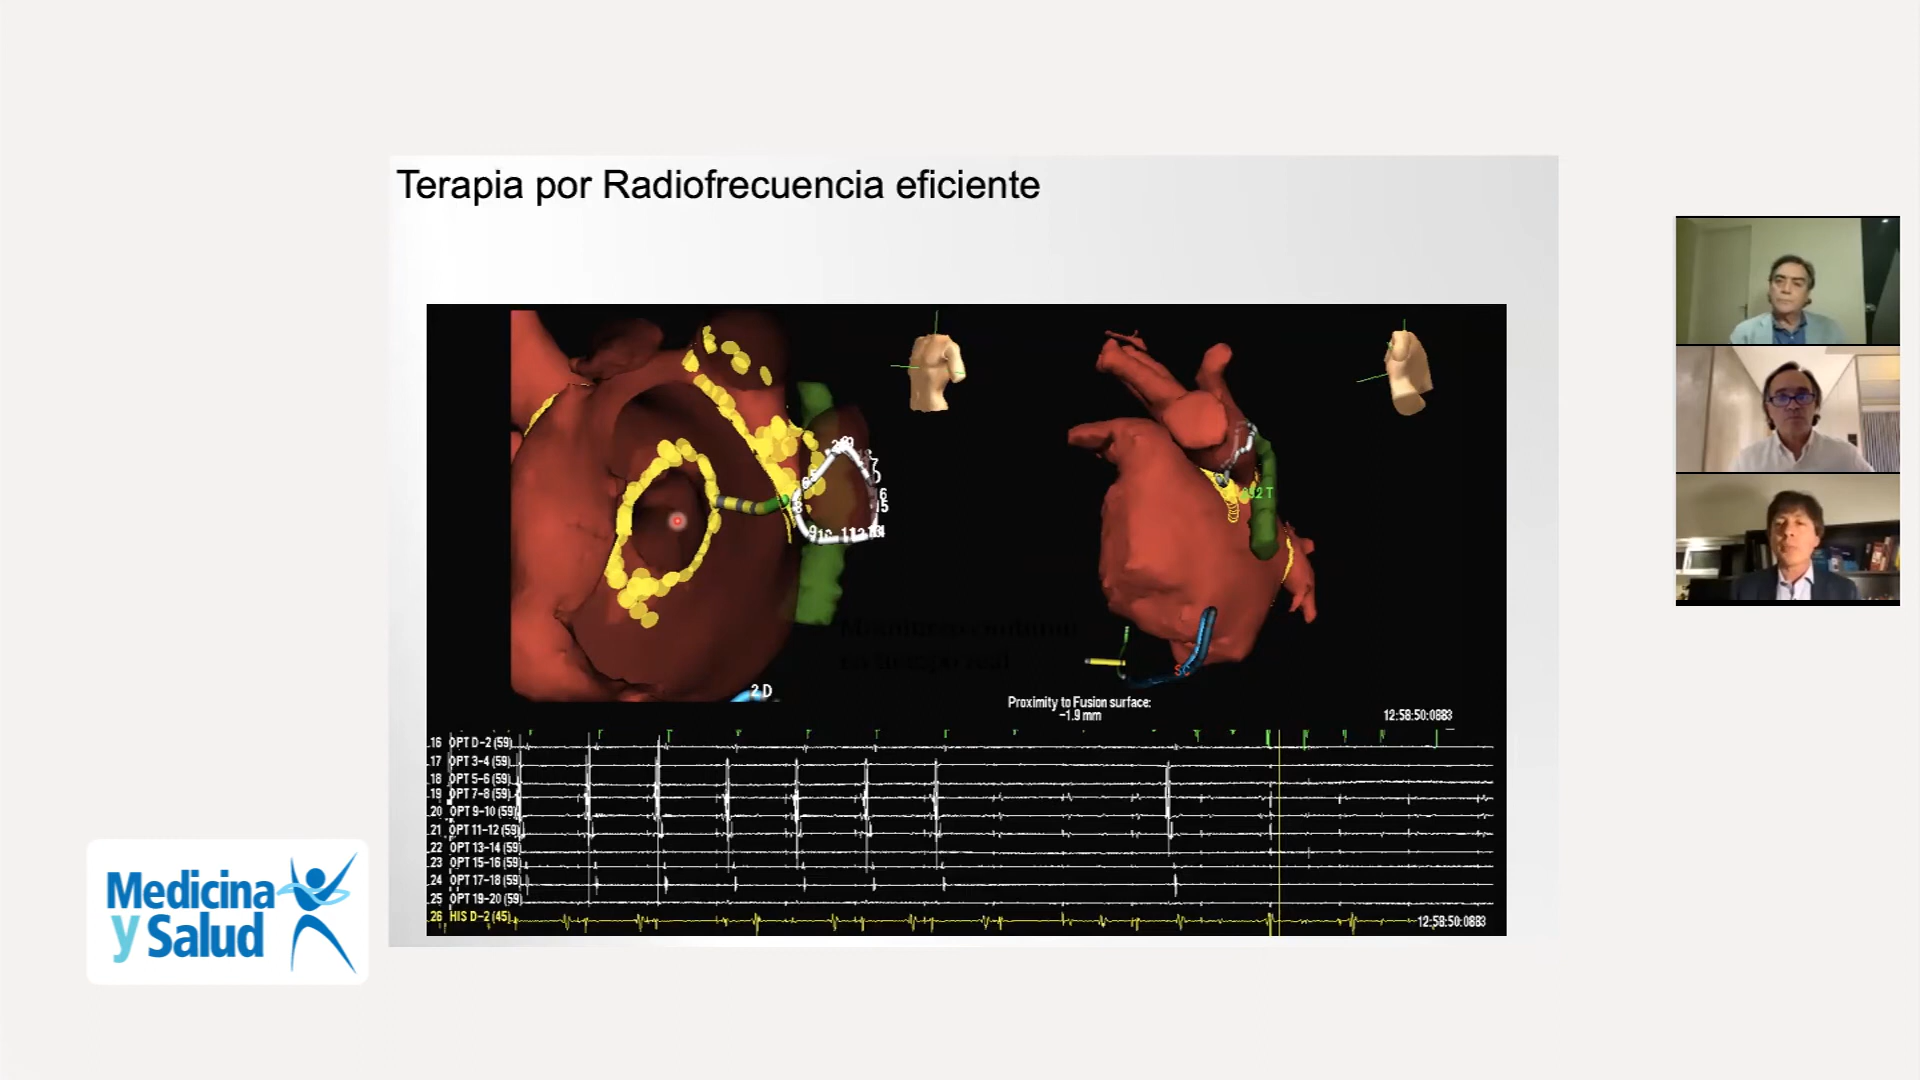 Terapia por Radiofrecuencia eficiente
2 D
Proximity to Fusion surface:
-1.9 mm
12:58:50:0883
16 OPT D-2 (59)
17 OPT 3-4 (59)
18 OPT 5-6 (59)
19 OPT 7-8 (59)
20 OPT 9-10 (59)
21 OPT 11-12 (59)
22 OPT 13-14 (59)
23 OPT 15-16 (59)
24 OPT 17-18 (59)
25 OPT 19-20 (59)
26 HIS D-2 (45)
12:58:50:0883
Medicina
y Salud